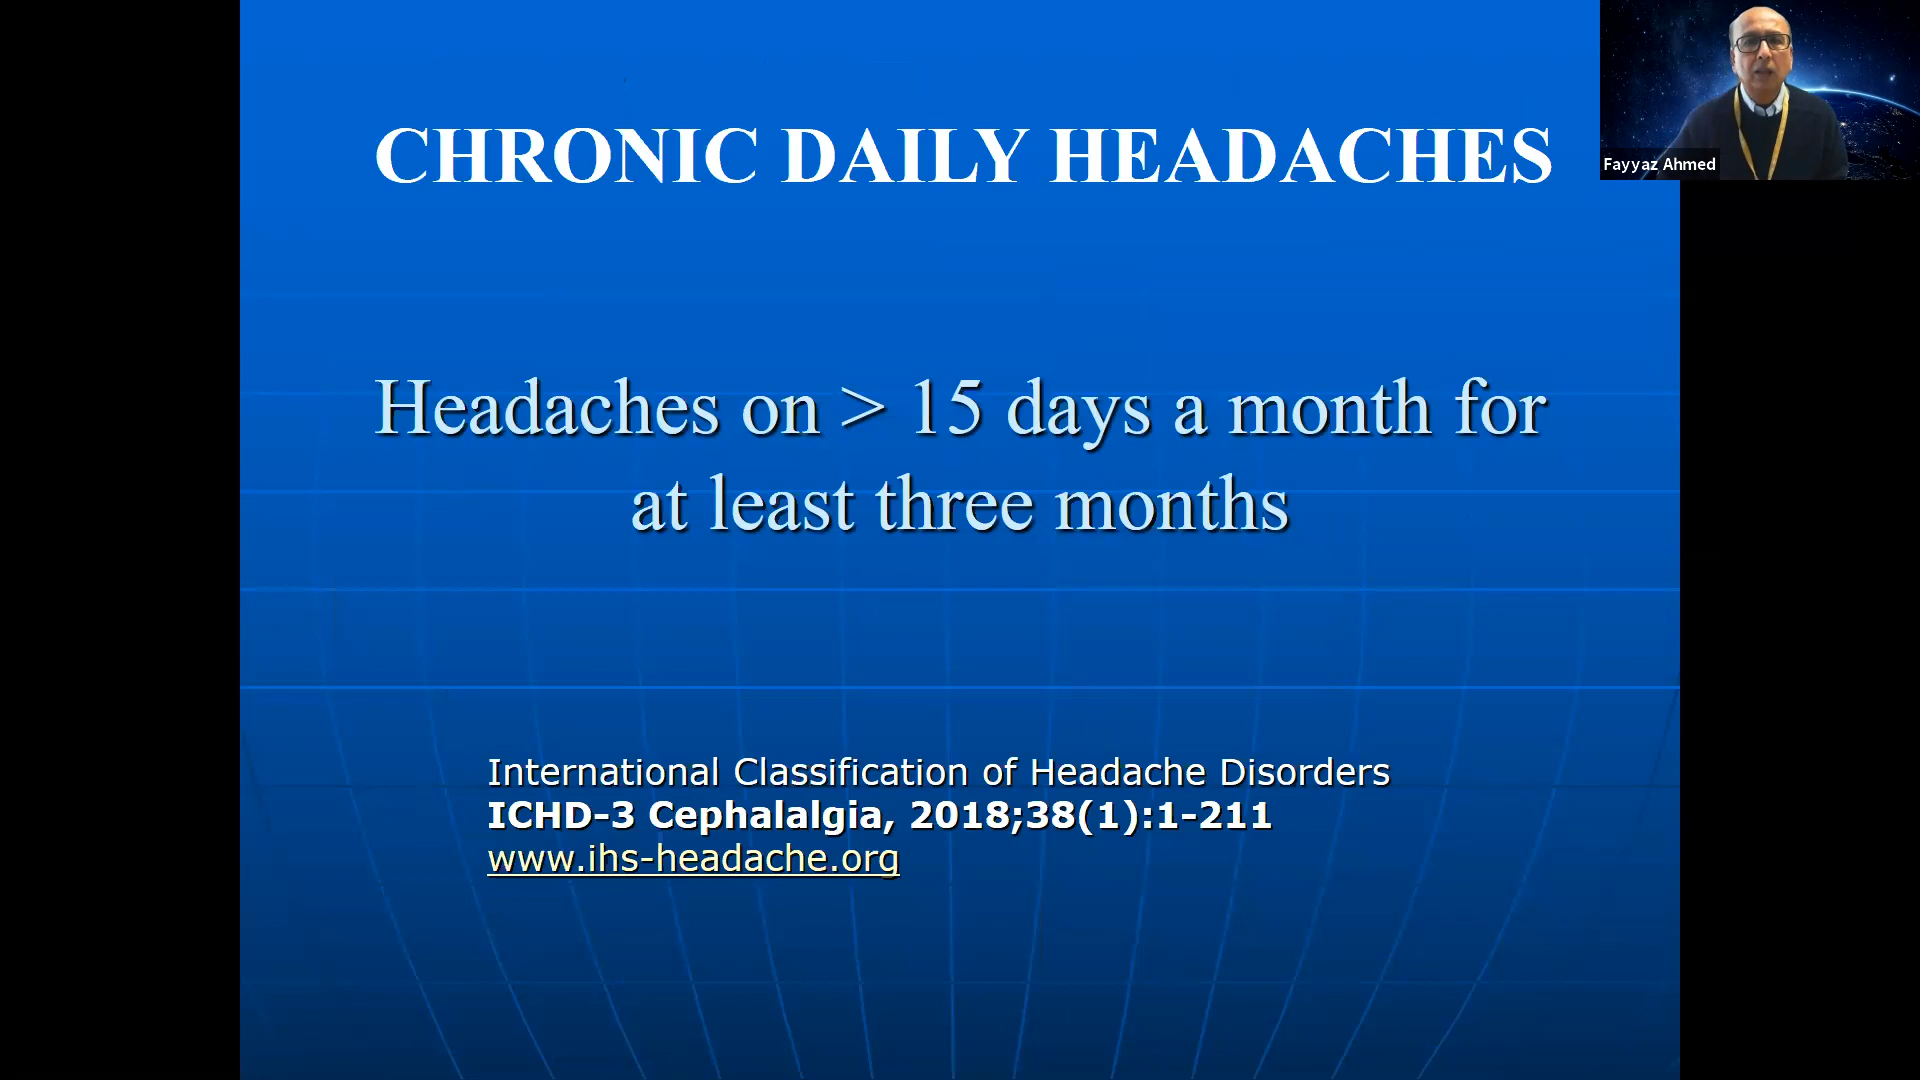 CHRONIC DAILY HEADACHES
Fayyaz Ahmed
Headaches on > 15 days a month for
at least three months
International Classification of Headache Disorders
ICHD-3 Cephalalgia, 2018;38(1):1-211
www.ihs-headache.org